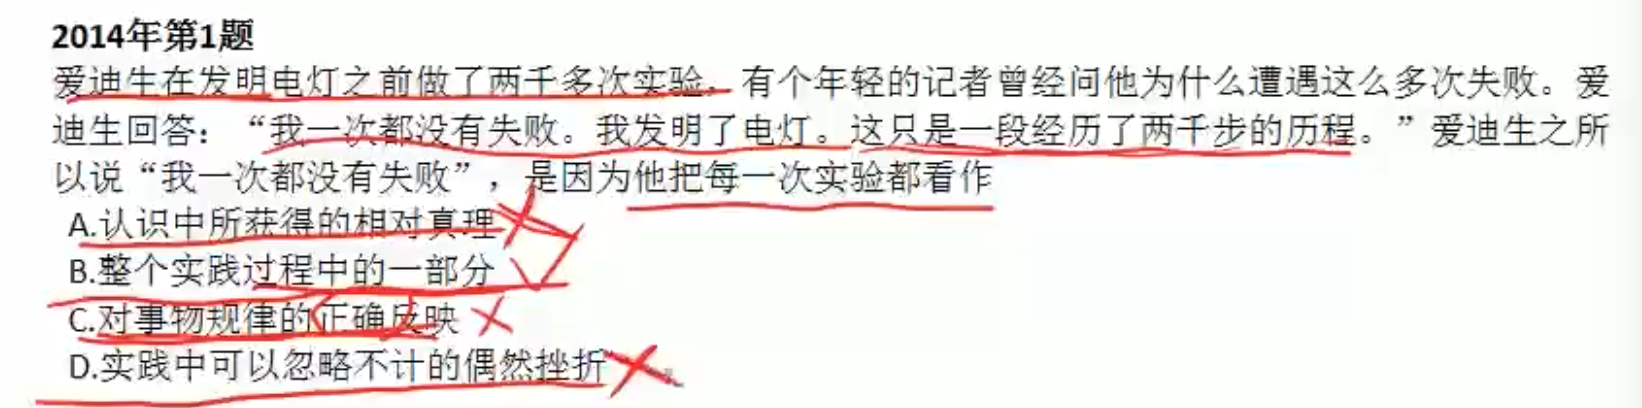 2014年第1题
爱迪生在发明电灯之前做了两千多次实验，有个年轻的记者曾经问他为什么遭遇这么多次失败。爱
迪生回答：“我一次都没有失败。我发明了电灯。这只是一段经历了两千步的历程。”爱迪生之所
以说“我一次都没有失败”，是因为他把每一次实验都看作
A.认识中所获得的相对真理
B.整个实践过程中的一部分
C.对事物规律的正确反映
D.实践中可以忽略不计的偶然挫折